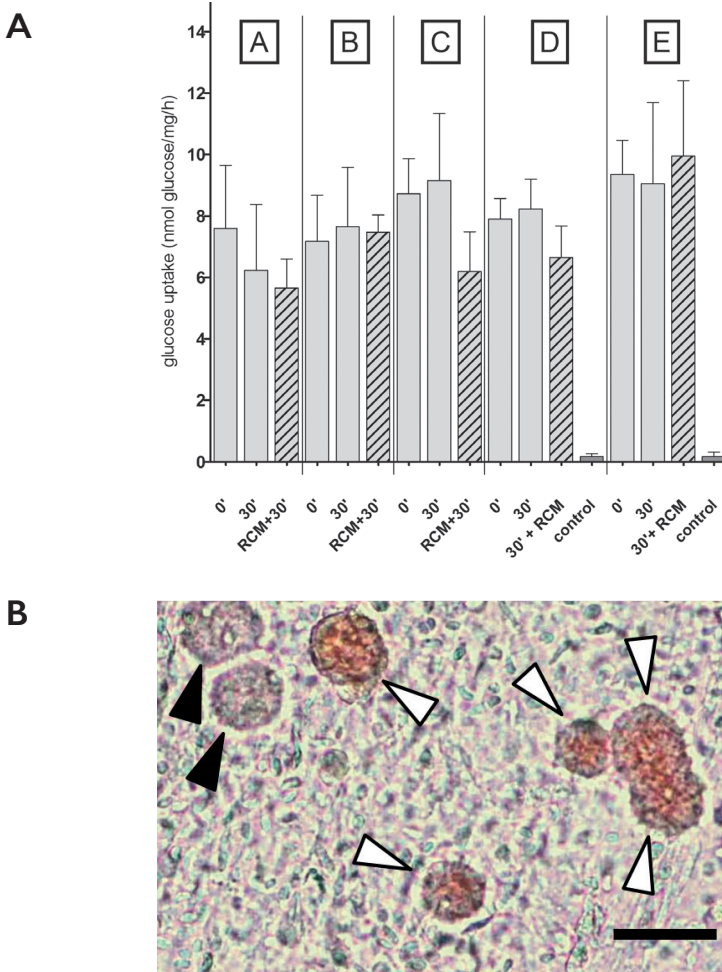 A
A B C D E
glucose uptake (nmol glucose/mg/h)
14
12
10
8
6
4
2
0
0' 30' RCM+30' 0' 30' RCM+30' 0' 30' RCM+30' 0' 30' 30' + RCM control 0' 30' 30'+ RCM control
B